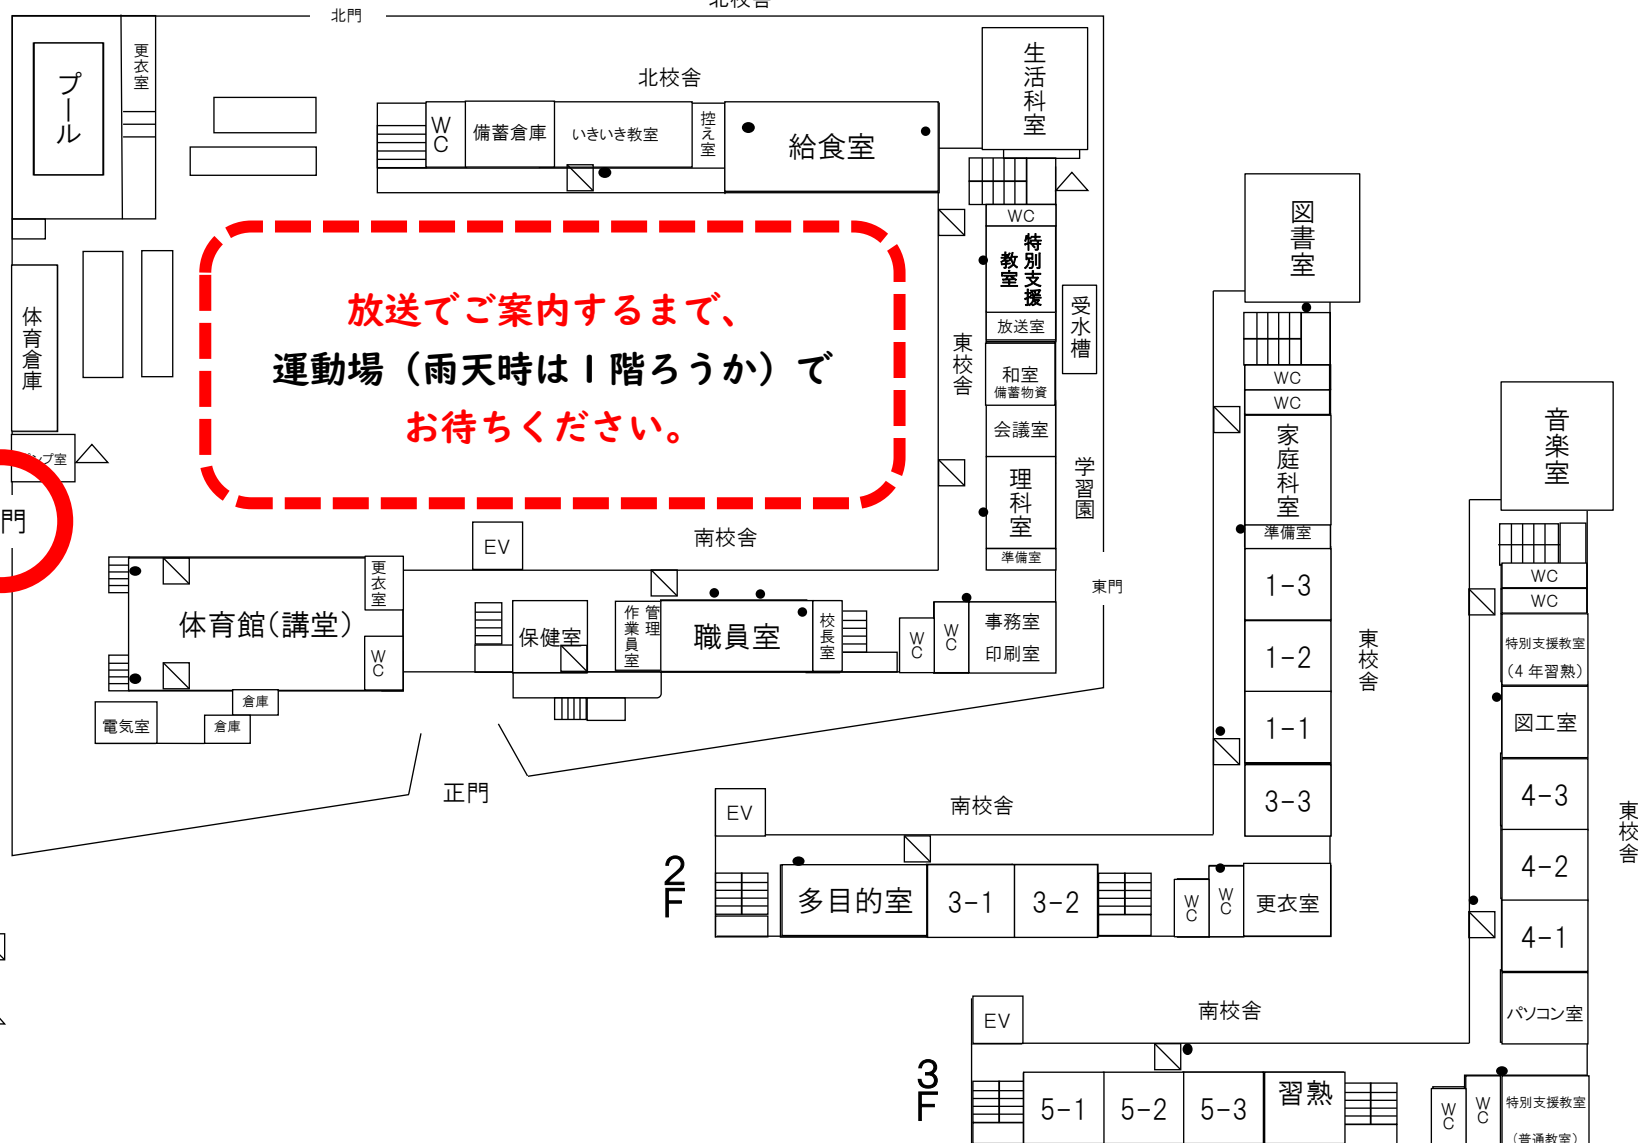 北校舎
北門
プール
更衣室
北校舎
WC
備蓄倉庫
いきいき教室
控え室
給食室
生活科室
WC
特別支援
教室
放送室
受水槽
和室
備蓄物資
会議室
理科室
準備室
東校舎
学習園
東門
体育倉庫
プ室
門
放送でご案内するまで、
運動場（雨天時は１階ろうか）で
お待ちください。
EV
南校舎
体育館(講堂)
更衣室
WC
倉庫
倉庫
電気室
保健室
管理
作業員室
職員室
校長室
WC
WC
事務室
印刷室
正門
2F
図書室
WC
WC
家庭科室
準備室
1-3
1-2
1-1
3-3
東校舎
EV
南校舎
多目的室
3-1
3-2
WC
WC
更衣室
3F
音楽室
WC
WC
特別支援教室
(４年習熟)
図工室
4-3
4-2
4-1
パソコン室
東校舎
EV
南校舎
5-1
5-2
5-3
習熟
WC
WC
特別支援教室
(普通教室)